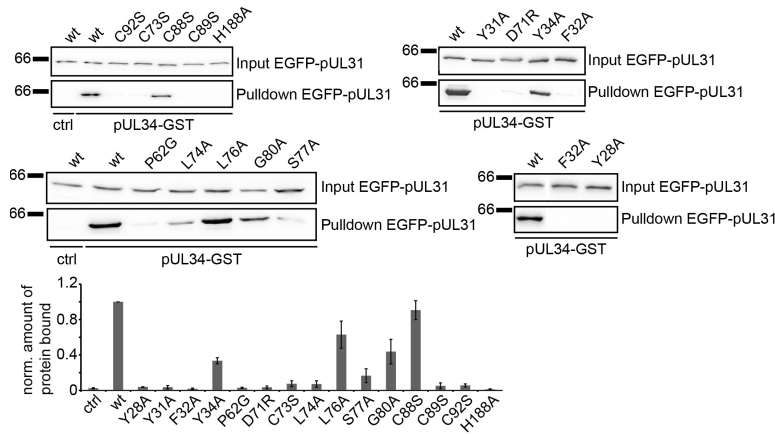 wt wt C92S C73S C88S C89S H188A
66 Input EGFP-pUL31
66 Pulldown EGFP-pUL31
ctrl pUL34-GST
wt Y31A D71R Y34A F32A
66 Input EGFP-pUL31
66 Pulldown EGFP-pUL31
pUL34-GST
wt wt P62G L74A L76A G80A S77A
66 Input EGFP-pUL31
66 Pulldown EGFP-pUL31
ctrl pUL34-GST
wt F32A Y28A
66 Input EGFP-pUL31
66 Pulldown EGFP-pUL31
pUL34-GST
norm. amount of
protein bound
1.2
0.8
0.4
0
ctrl wt Y28A Y31A F32A Y34A P62G D71R C73S L74A L76A S77A G80A C88S C89S C92S H188A